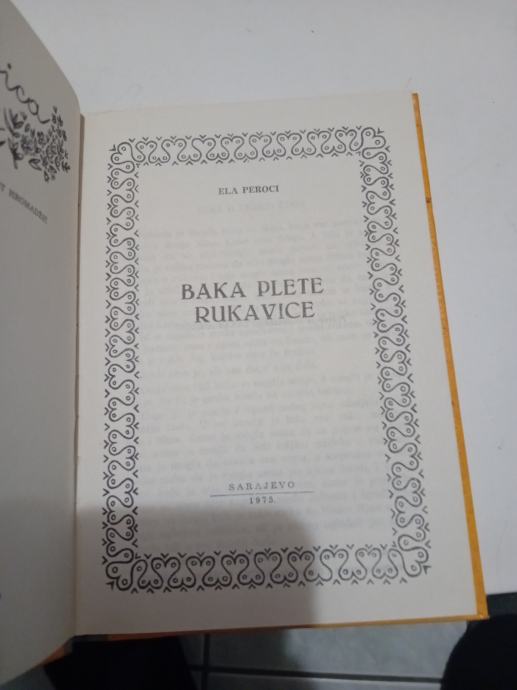 ELA PEROCI
BAKA PLETE
RUKAVICE
SARAJEVO
1975.